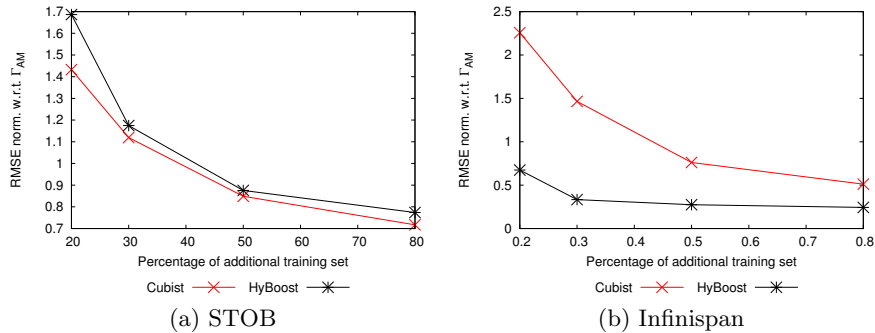 1.7
1.6
1.5
1.4
1.3
1.2
1.1
1
0.9
0.8
0.7
RMSE norm. w.r.t. Γ_AM
20 30 40 50 60 70 80
Percentage of additional training set
Cubist HyBoost
(a) STOB
2.5
2
1.5
1
0.5
0
RMSE norm. w.r.t. Γ_AM
0.2 0.3 0.4 0.5 0.6 0.7 0.8
Percentage of additional training set
Cubist HyBoost
(b) Infinispan